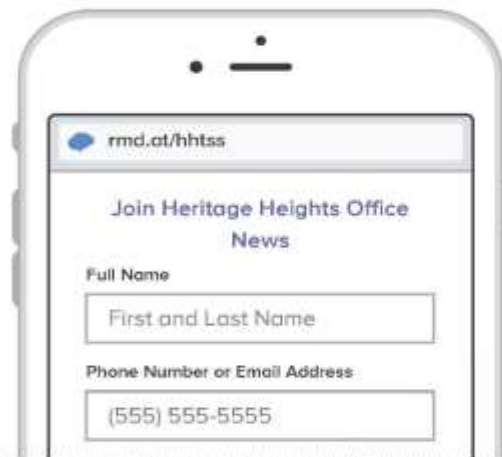 rmd.at/hhtss
Join Heritage Heights Office
News
Full Name
First and Last Name
Phone Number or Email Address
(555) 555-5555